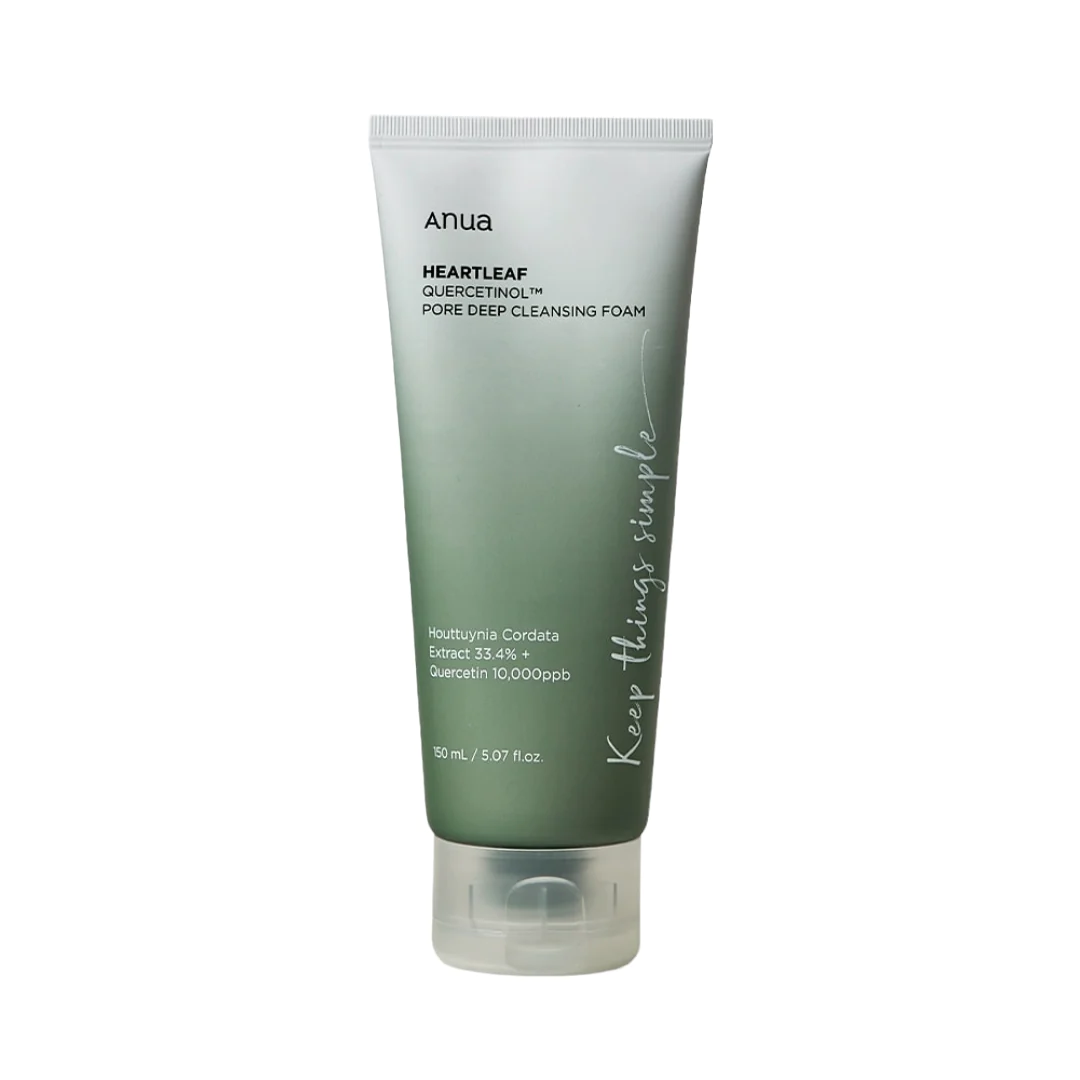 Anua
HEARTLEAF
QUERCETINOL™
PORE DEEP CLEANSING FOAM
Keep things simple
Houttuynia Cordata
Extract 33.4% +
Quercetin 10,000ppb
150 mL / 5.07 fl.oz.